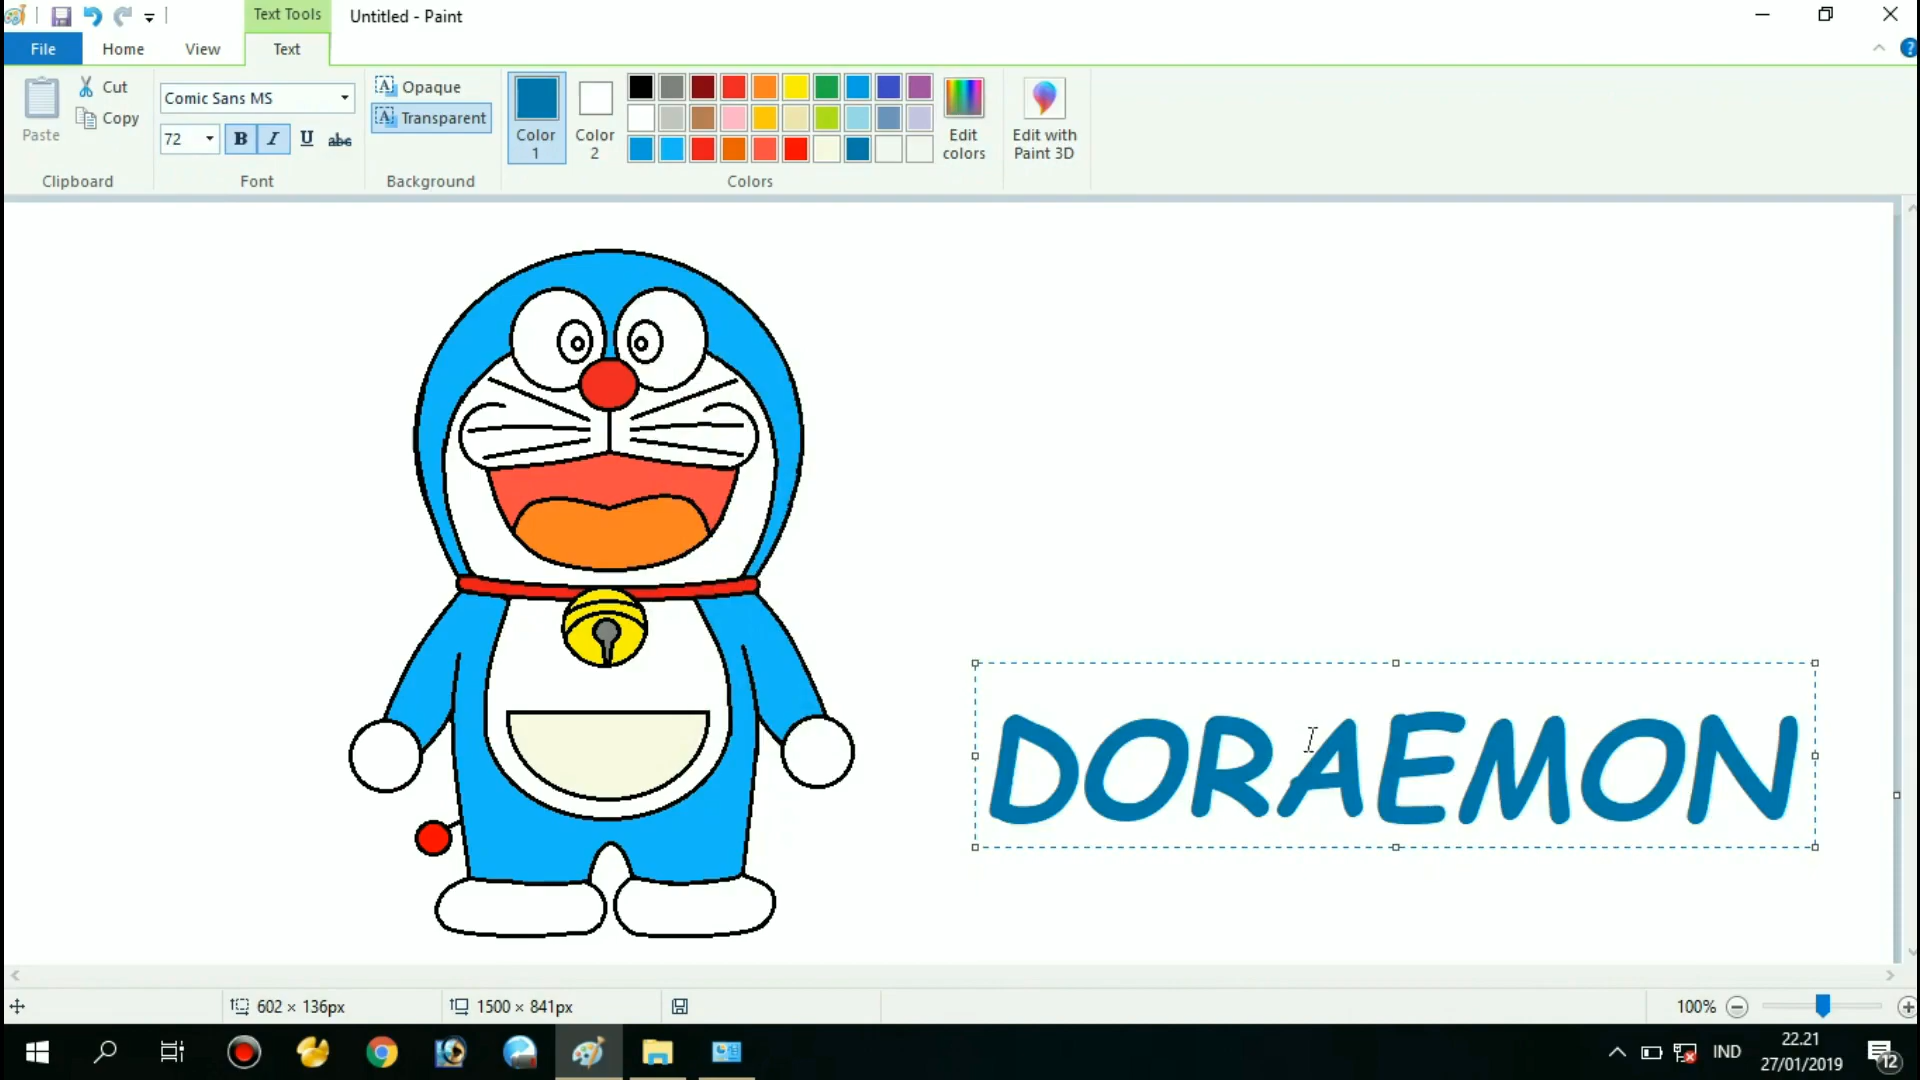 Text Tools
Untitled - Paint
File
Home
View
Text
Paste
Cut
Copy
Clipboard
Comic Sans MS
72
B
I
U
abc
Font
Opaque
Transparent
Background
Color
1
Color
2
Colors
Edit
colors
Edit with
Paint 3D
DORAEMON
602 × 136px
1500 × 841px
100%
IND
22.21
27/01/2019
12